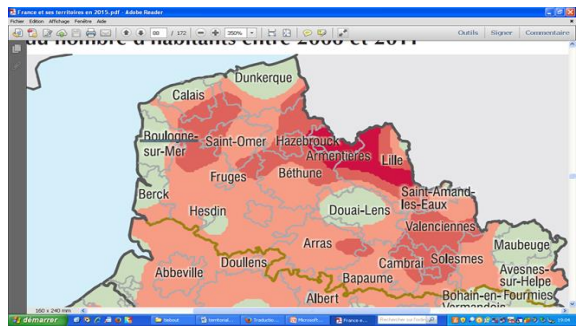 France et ses territoires en 2015.pdf - Adobe Reader
Fichier Edition Affichage Fenêtre Aide
88 / 172 350% Outils Signer Commentaire
au nombre d'habitants entre 2006 et 2011
Dunkerque
Calais
Boulogne-
sur-Mer
Saint-Omer
Hazebrouck
Armentières
Lille
Fruges
Béthune
Berck
Saint-Amand-
les-Eaux
Hesdin
Douai-Lens
Valenciennes
Arras
Maubeuge
Doullens
Cambrai
Solesmes
Abbeville
Bapaume
Avesnes-
sur-Helpe
Albert
Bohain-en-
Vermandois
Fourmies
160 x 240 mm
démarrer